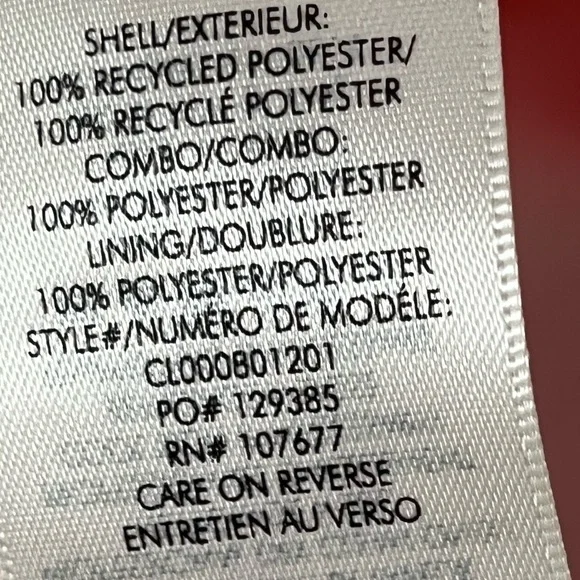 SHELL/EXTERIEUR:
100% RECYCLED POLYESTER/
100% RECYCLÉ POLYESTER
COMBO/COMBO:
100% POLYESTER/POLYESTER
LINING/DOUBLURE:
100% POLYESTER/POLYESTER
STYLE#/NUMÉRO DE MODÉLE:
CL000801201
PO# 129385
RN# 107677
CARE ON REVERSE
ENTRETIEN AU VERSO